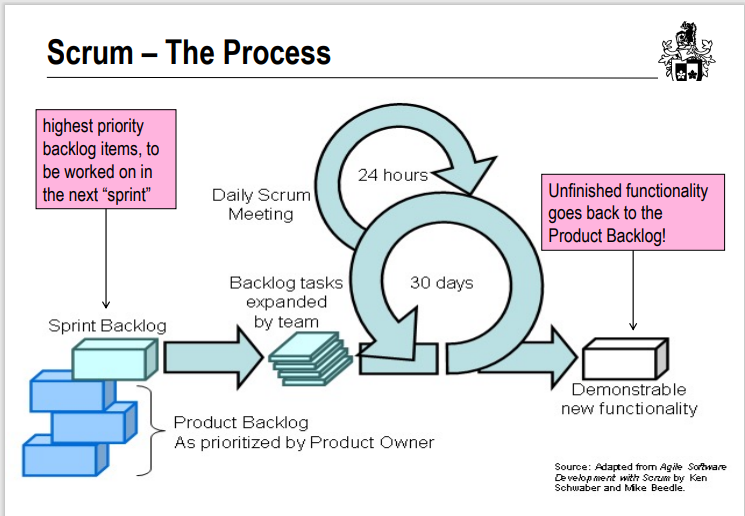 Scrum – The Process
highest priority
backlog items, to
be worked on in
the next “sprint”
24 hours
Daily Scrum
Meeting
Unfinished functionality
goes back to the
Product Backlog!
Backlog tasks
expanded
by team
30 days
Sprint Backlog
Product Backlog
As prioritized by Product Owner
Demonstrable
new functionality
Source: Adapted from Agile Software
Development with Scrum by Ken
Schwaber and Mike Beedle.